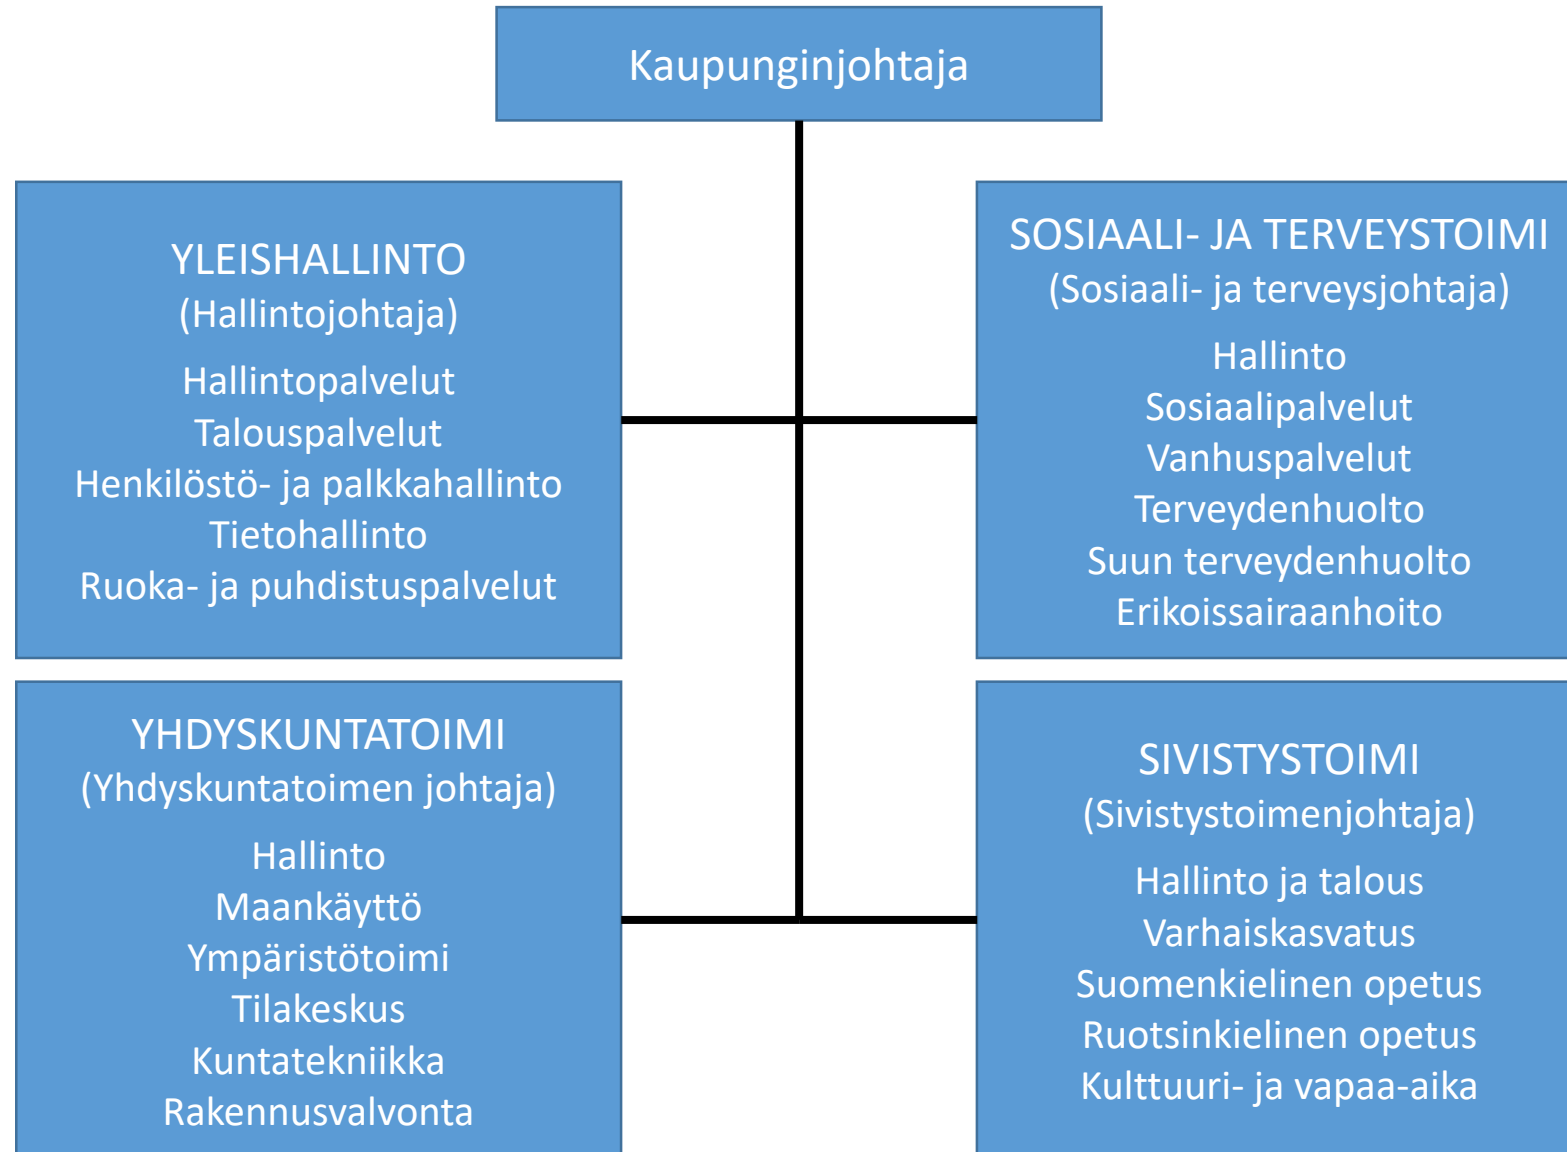 Kaupunginjohtaja
YLEISHALLINTO
(Hallintojohtaja)
Hallintopalvelut
Talouspalvelut
Henkilöstö- ja palkkahallinto
Tietohallinto
Ruoka- ja puhdistuspalvelut
SOSIAALI- JA TERVEYSTOIMI
(Sosiaali- ja terveysjohtaja)
Hallinto
Sosiaalipalvelut
Vanhuspalvelut
Terveydenhuolto
Suun terveydenhuolto
Erikoissairaanhoito
YHDYSKUNTATOIMI
(Yhdyskuntatoimen johtaja)
Hallinto
Maankäyttö
Ympäristötoimi
Tilakeskus
Kuntatekniikka
Rakennusvalvonta
SIVISTYSTOIMI
(Sivistystoimenjohtaja)
Hallinto ja talous
Varhaiskasvatus
Suomenkielinen opetus
Ruotsinkielinen opetus
Kulttuuri- ja vapaa-aika